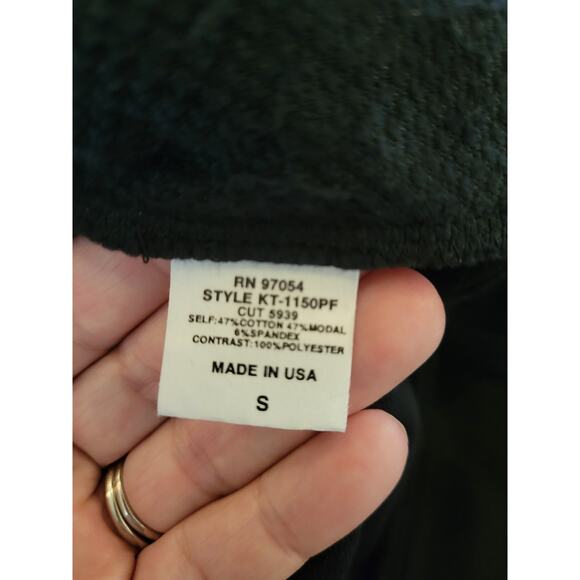 RN 97054
STYLE KT-1150PF
CUT 5939
SELF:47%COTTON 47%MODAL
6%SPANDEX
CONTRAST:100%POLYESTER
MADE IN USA
S